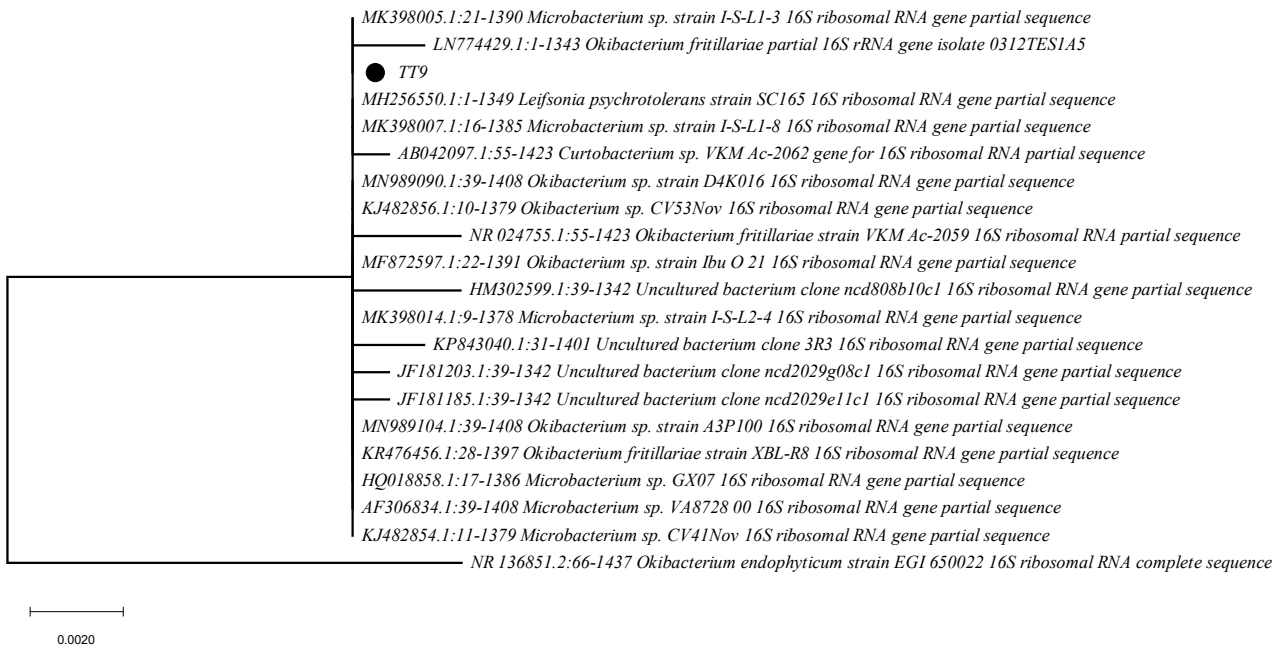 MK398005.1:21-1390 Microbacterium sp. strain I-S-L1-3 16S ribosomal RNA gene partial sequence
LN774429.1:1-1343 Okibacterium fritillariae partial 16S rRNA gene isolate 0312TES1A5
TT9
MH256550.1:1-1349 Leifsonia psychrotolerans strain SC165 16S ribosomal RNA gene partial sequence
MK398007.1:16-1385 Microbacterium sp. strain I-S-L1-8 16S ribosomal RNA gene partial sequence
AB042097.1:55-1423 Curtobacterium sp. VKM Ac-2062 gene for 16S ribosomal RNA partial sequence
MN989090.1:39-1408 Okibacterium sp. strain D4K016 16S ribosomal RNA gene partial sequence
KJ482856.1:10-1379 Okibacterium sp. CV53Nov 16S ribosomal RNA gene partial sequence
NR 024755.1:55-1423 Okibacterium fritillariae strain VKM Ac-2059 16S ribosomal RNA partial sequence
MF872597.1:22-1391 Okibacterium sp. strain Ibu O 21 16S ribosomal RNA gene partial sequence
HM302599.1:39-1342 Uncultured bacterium clone ncd808b10c1 16S ribosomal RNA gene partial sequence
MK398014.1:9-1378 Microbacterium sp. strain I-S-L2-4 16S ribosomal RNA gene partial sequence
KP843040.1:31-1401 Uncultured bacterium clone 3R3 16S ribosomal RNA gene partial sequence
JF181203.1:39-1342 Uncultured bacterium clone ncd2029g08c1 16S ribosomal RNA gene partial sequence
JF181185.1:39-1342 Uncultured bacterium clone ncd2029e11c1 16S ribosomal RNA gene partial sequence
MN989104.1:39-1408 Okibacterium sp. strain A3P100 16S ribosomal RNA gene partial sequence
KR476456.1:28-1397 Okibacterium fritillariae strain XBL-R8 16S ribosomal RNA gene partial sequence
HQ018858.1:17-1386 Microbacterium sp. GX07 16S ribosomal RNA gene partial sequence
AF306834.1:39-1408 Microbacterium sp. VA8728 00 16S ribosomal RNA gene partial sequence
KJ482854.1:11-1379 Microbacterium sp. CV41Nov 16S ribosomal RNA gene partial sequence
NR 136851.2:66-1437 Okibacterium endophyticum strain EGI 650022 16S ribosomal RNA complete sequence
0.0020